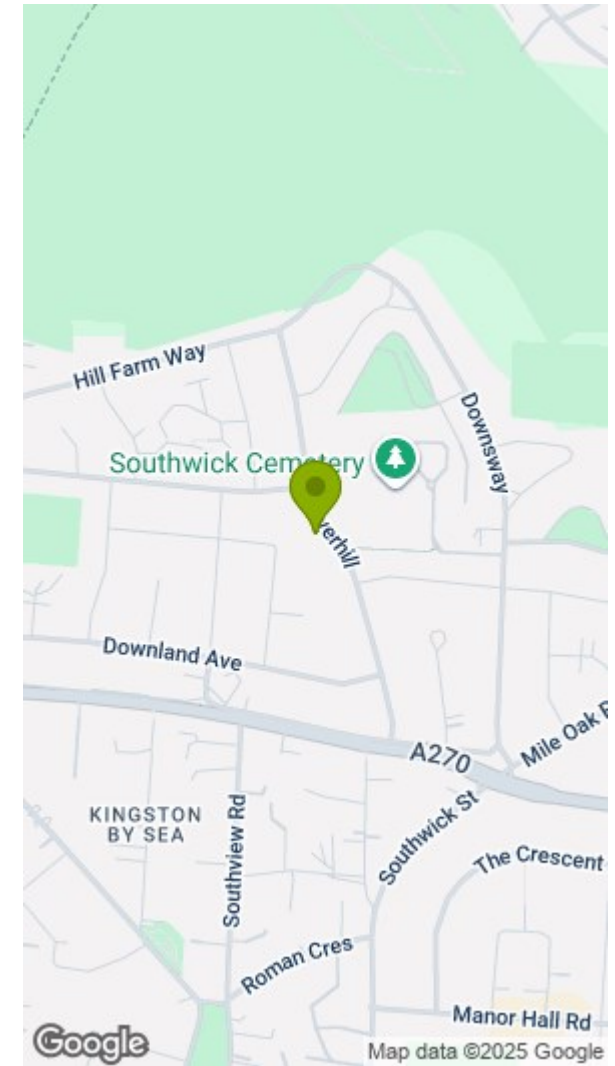 Hill Farm Way
Downsway
Southwick Cemetery
verhill
Downland Ave
A270
Mile Oak
KINGSTON
BY SEA
Southview Rd
Southwick St
The Crescent
Roman Cres
Manor Hall Rd
Google
Map data ©2025 Google